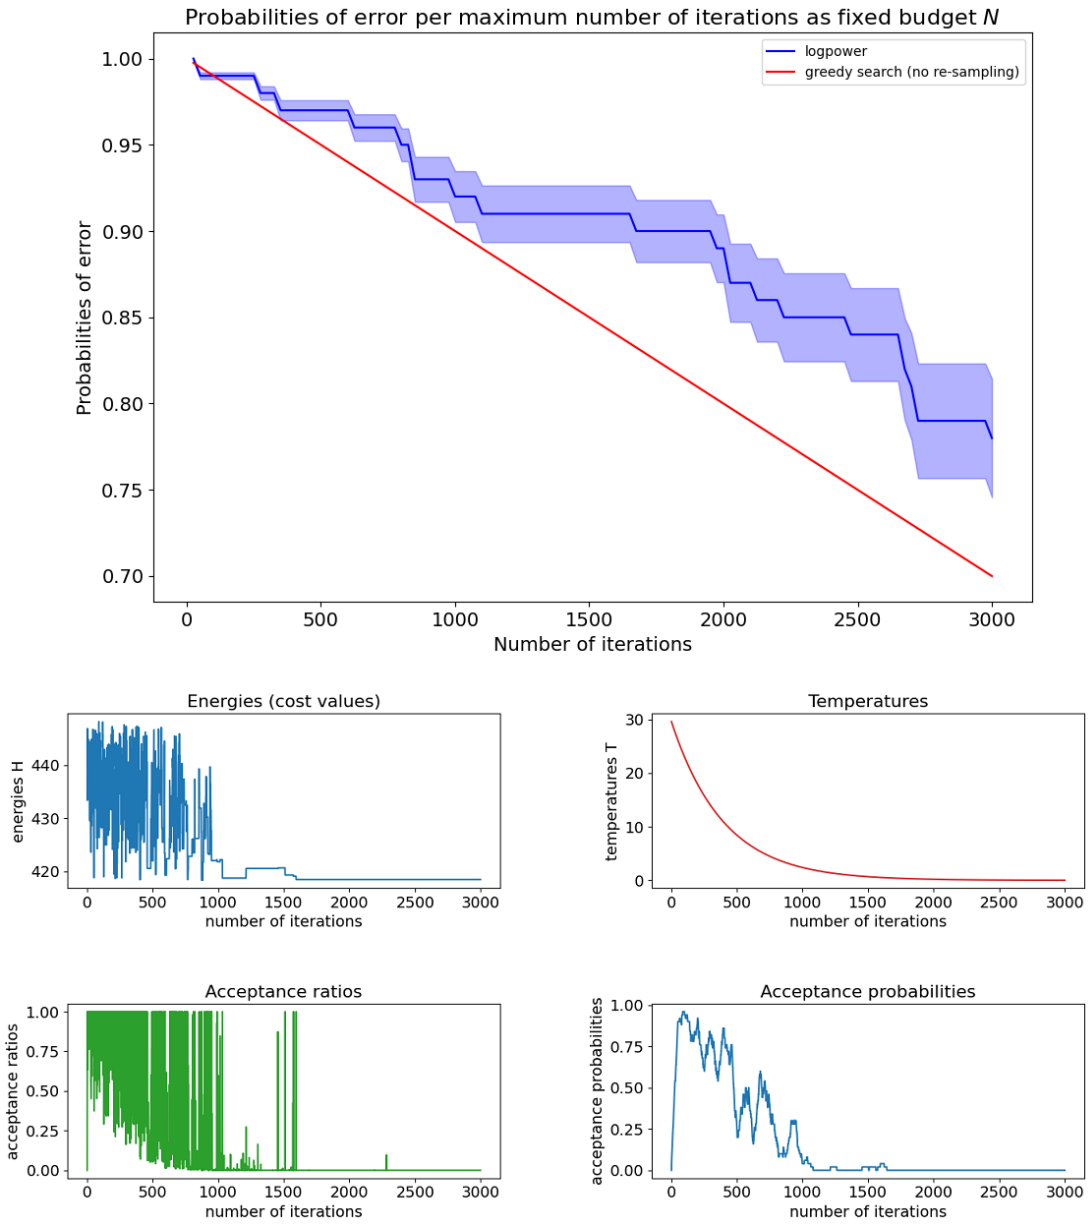 Probabilities of error per maximum number of iterations as fixed budget N
logpower
greedy search (no re-sampling)
1.00
0.95
0.90
0.85
0.80
0.75
0.70
Probabilities of error
0 500 1000 1500 2000 2500 3000
Number of iterations
Energies (cost values)
440
430
420
energies H
0 500 1000 1500 2000 2500 3000
number of iterations
Temperatures
30
20
10
0
temperatures T
0 500 1000 1500 2000 2500 3000
number of iterations
Acceptance ratios
1.00
0.75
0.50
0.25
0.00
acceptance ratios
0 500 1000 1500 2000 2500 3000
number of iterations
Acceptance probabilities
1.00
0.75
0.50
0.25
0.00
acceptance probabilities
0 500 1000 1500 2000 2500 3000
number of iterations